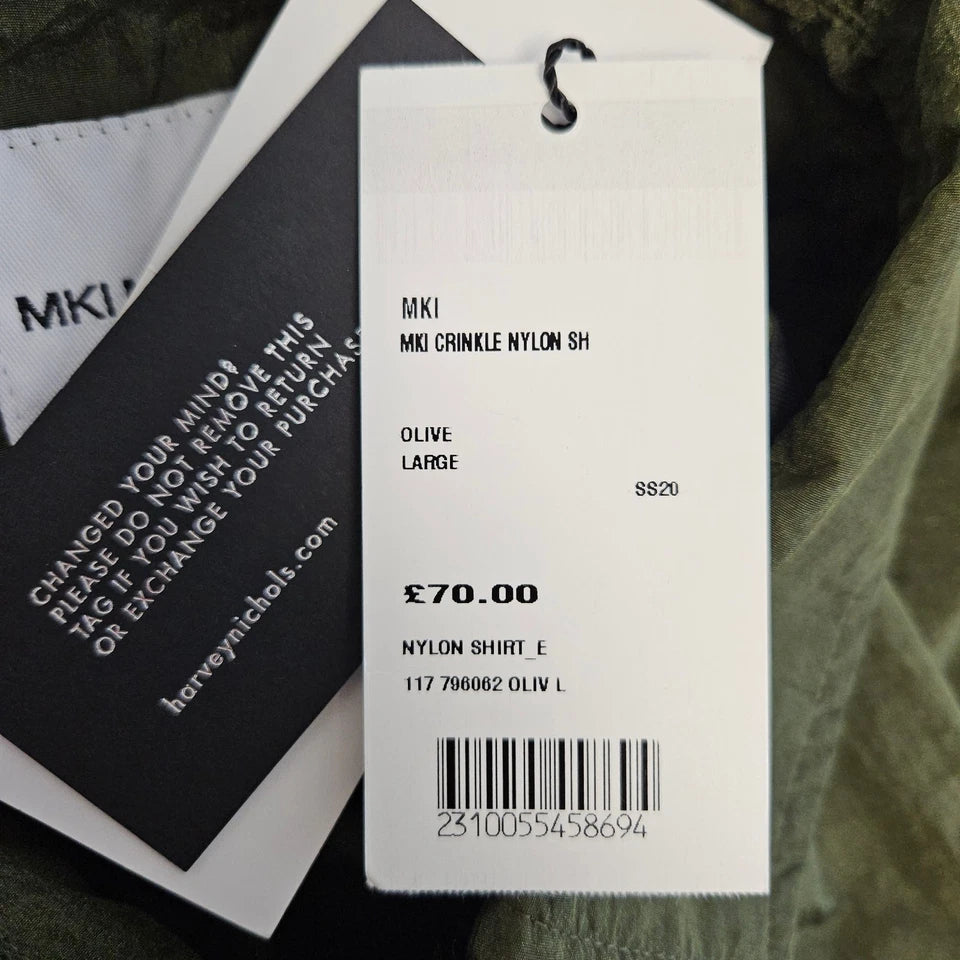 MKI
CHANGED YOUR MIND?
PLEASE DO NOT REMOVE THIS
TAG IF YOU WISH TO RETURN
OR EXCHANGE YOUR PURCHAS
harveynichols.com
MKI
MKI CRINKLE NYLON SH
OLIVE
LARGE
SS20
£70.00
NYLON SHIRT_E
117 796062 OLIV L
2310055458694